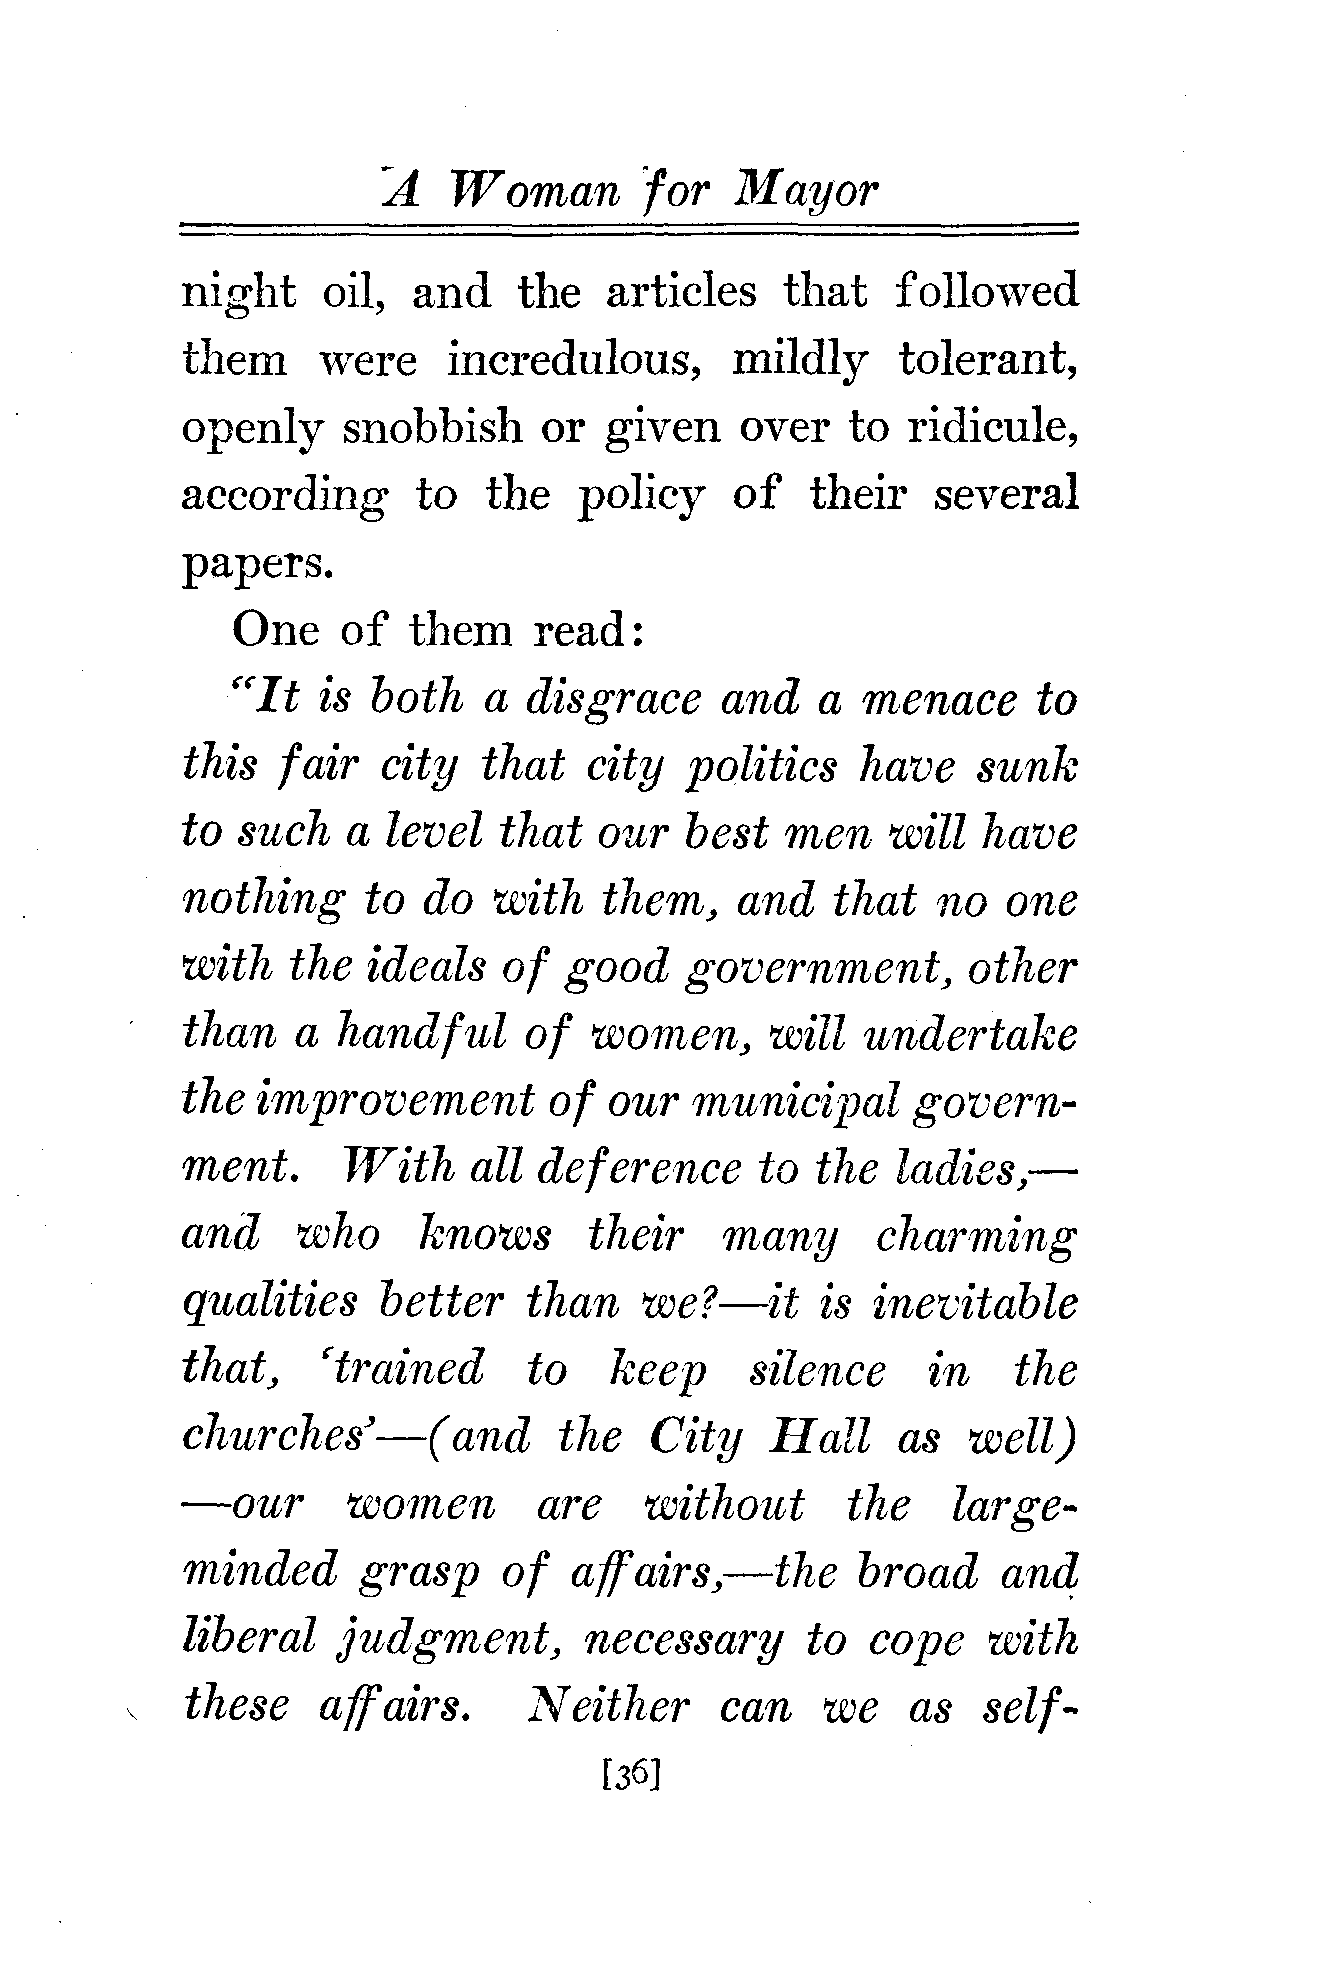 A Woman for Mayor
night oil, and the articles that followed
them were incredulous, mildly tolerant,
openly snobbish or given over to ridicule,
according to the policy of their several
papers.
One of them read:
“It is both a disgrace and a menace to
this fair city that city politics have sunk
to such a level that our best men will have
nothing to do with them, and that no one
with the ideals of good government, other
than a handful of women, will undertake
the improvement of our municipal govern-
ment. With all deference to the ladies,—
and who knows their many charming
qualities better than we?—it is inevitable
that, ‘trained to keep silence in the
churches’—(and the City Hall as well)
—our women are without the large-
minded grasp of affairs,—the broad and
liberal judgment, necessary to cope with
these affairs. Neither can we as self-
[36]